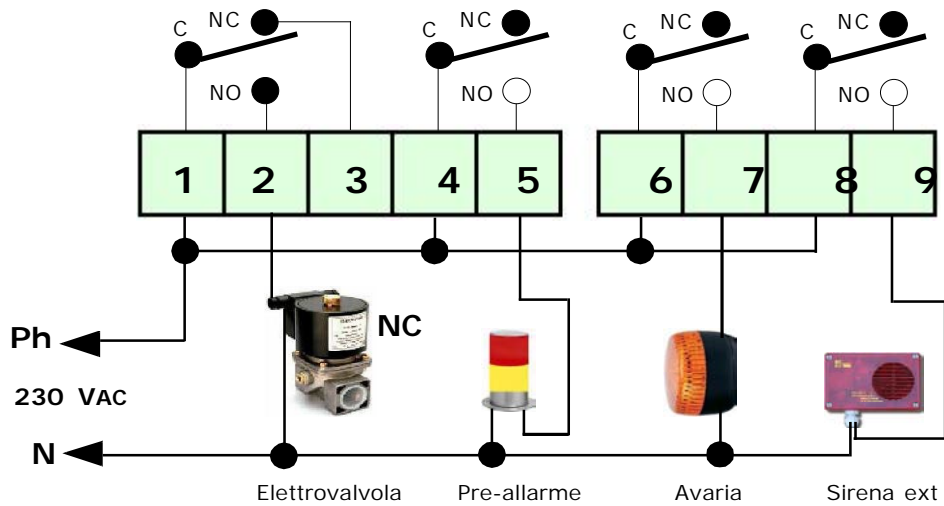 C NC C NC C NC C NC
NO NO NO NO
1 2 3 4 5 6 7 8 9
Ph
NC
230 VAC
N
Elettrovalvola Pre-allarme Avaria Sirena ext